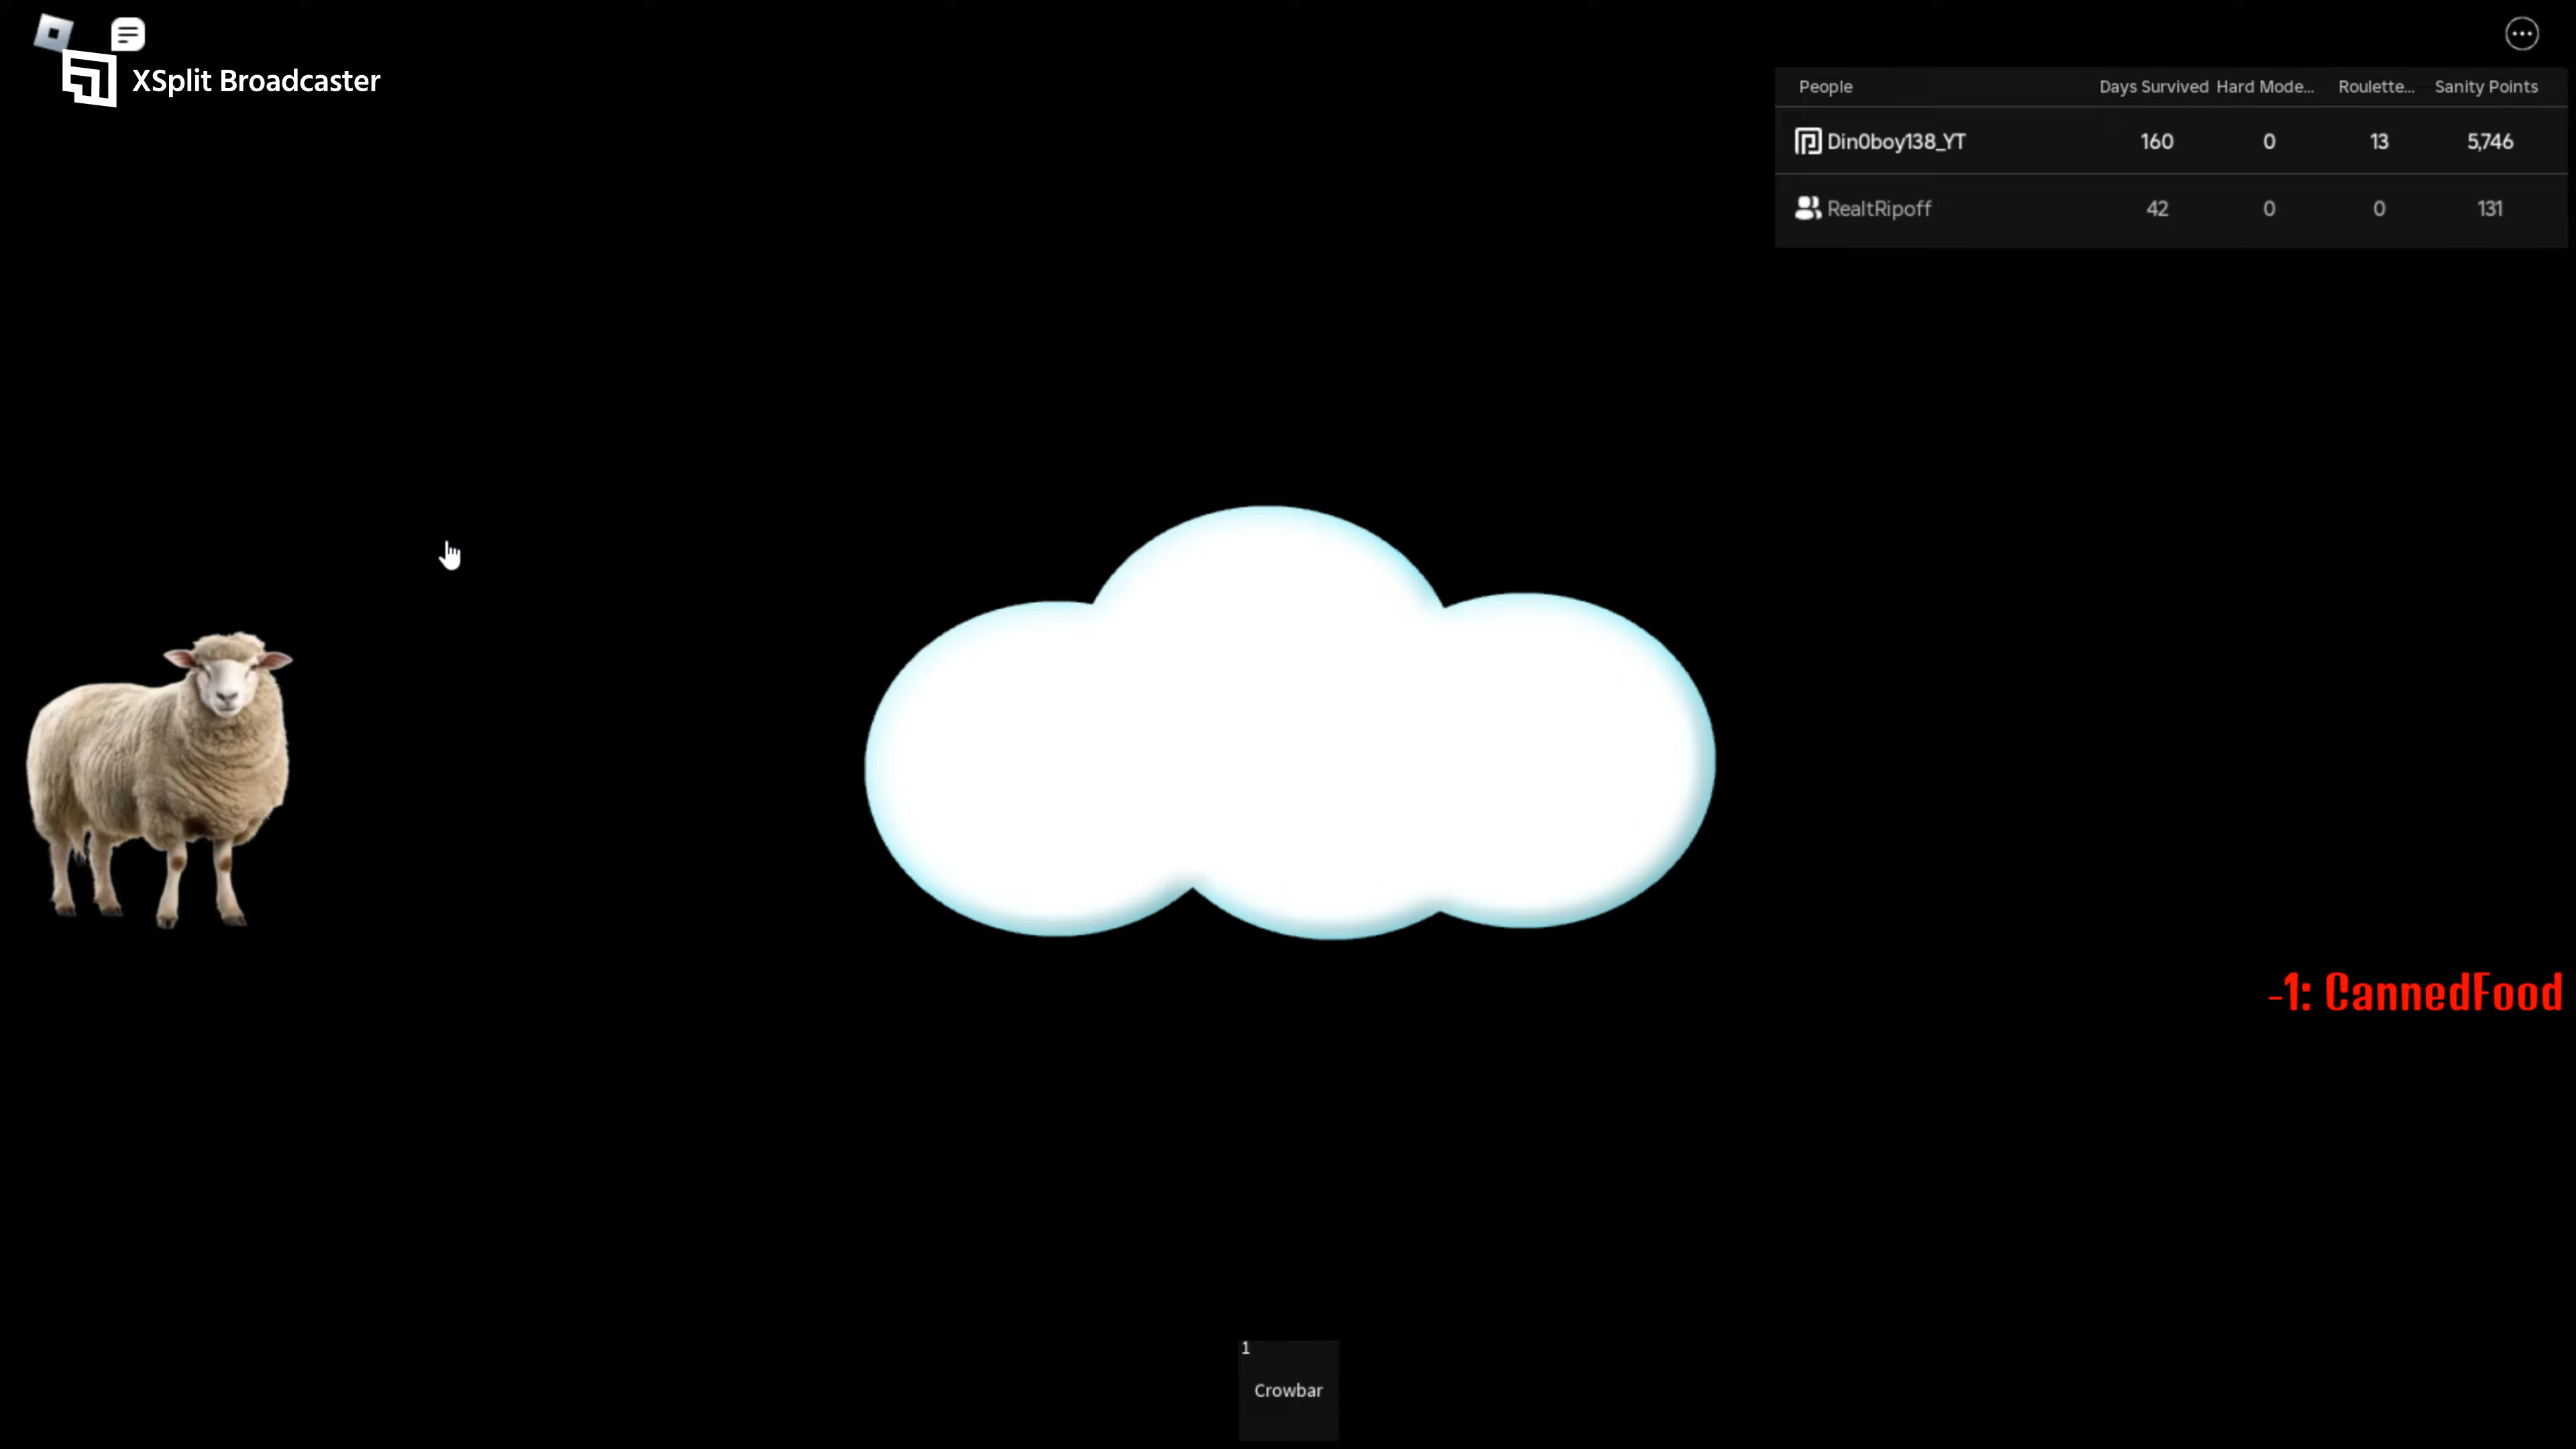 XSplit Broadcaster
People Days Survived Hard Mode... Roulette... Sanity Points
Din0boy138_YT 160 0 13 5,746
RealtRipoff 42 0 0 131
-1: CannedFood
1
Crowbar